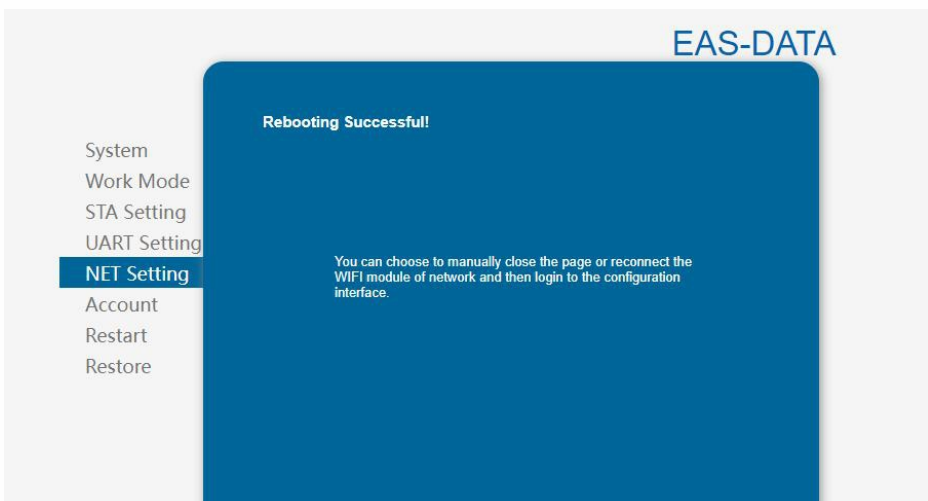 EAS-DATA
Rebooting Successful!
System
Work Mode
STA Setting
UART Setting
NET Setting
Account
Restart
Restore
You can choose to manually close the page or reconnect the
WIFI module of network and then login to the configuration
interface.